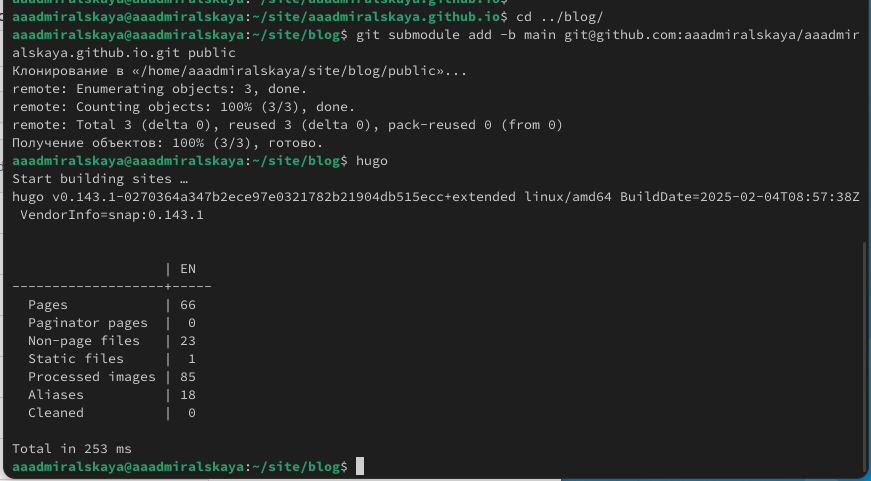 aaadmiralskaya@aaadmiralskaya:~/site/aaadmiralskaya.github.io$
aaadmiralskaya@aaadmiralskaya:~/site/aaadmiralskaya.github.io$ cd ../blog/
aaadmiralskaya@aaadmiralskaya:~/site/blog$ git submodule add -b main git@github.com:aaadmiralskaya/aaadmir
alskaya.github.io.git public
Клонирование в «/home/aaadmiralskaya/site/blog/public»...
remote: Enumerating objects: 3, done.
remote: Counting objects: 100% (3/3), done.
remote: Total 3 (delta 0), reused 3 (delta 0), pack-reused 0 (from 0)
Получение объектов: 100% (3/3), готово.
aaadmiralskaya@aaadmiralskaya:~/site/blog$ hugo
Start building sites …
hugo v0.143.1-0270364a347b2ece97e0321782b21904db515ecc+extended linux/amd64 BuildDate=2025-02-04T08:57:38Z
 VendorInfo=snap:0.143.1
                   | EN
-------------------+-----
  Pages            | 66
  Paginator pages  |  0
  Non-page files   | 23
  Static files     |  1
  Processed images | 85
  Aliases          | 18
  Cleaned          |  0
Total in 253 ms
aaadmiralskaya@aaadmiralskaya:~/site/blog$